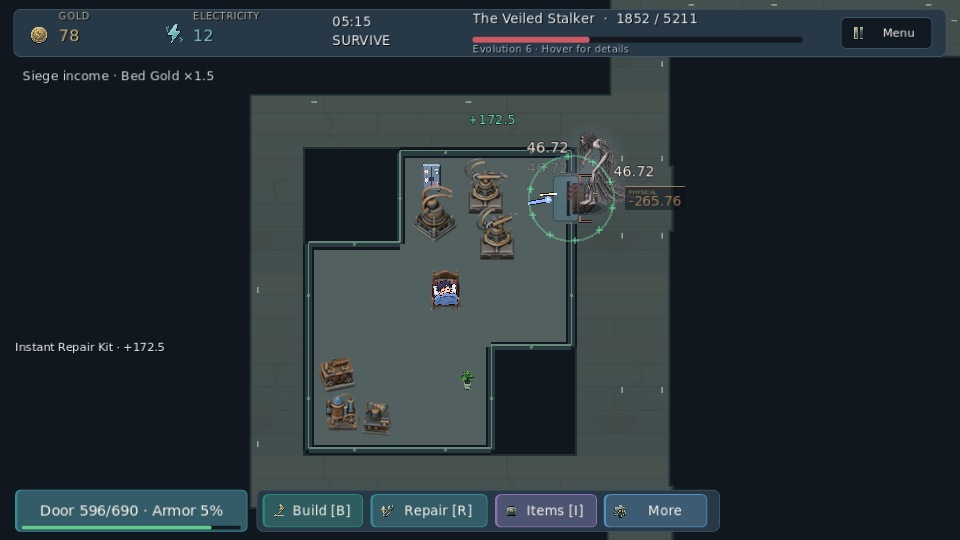 GOLD
78
ELECTRICITY
12
05:15
SURVIVE
The Veiled Stalker · 1852 / 5211
Evolution 6 · Hover for details
Menu
Siege income · Bed Gold ×1.5
+172.5
46.72
46.72
46.72
PHYSICAL
-265.76
Instant Repair Kit · +172.5
Door 596/690 · Armor 5%
Build [B]
Repair [R]
Items [I]
More